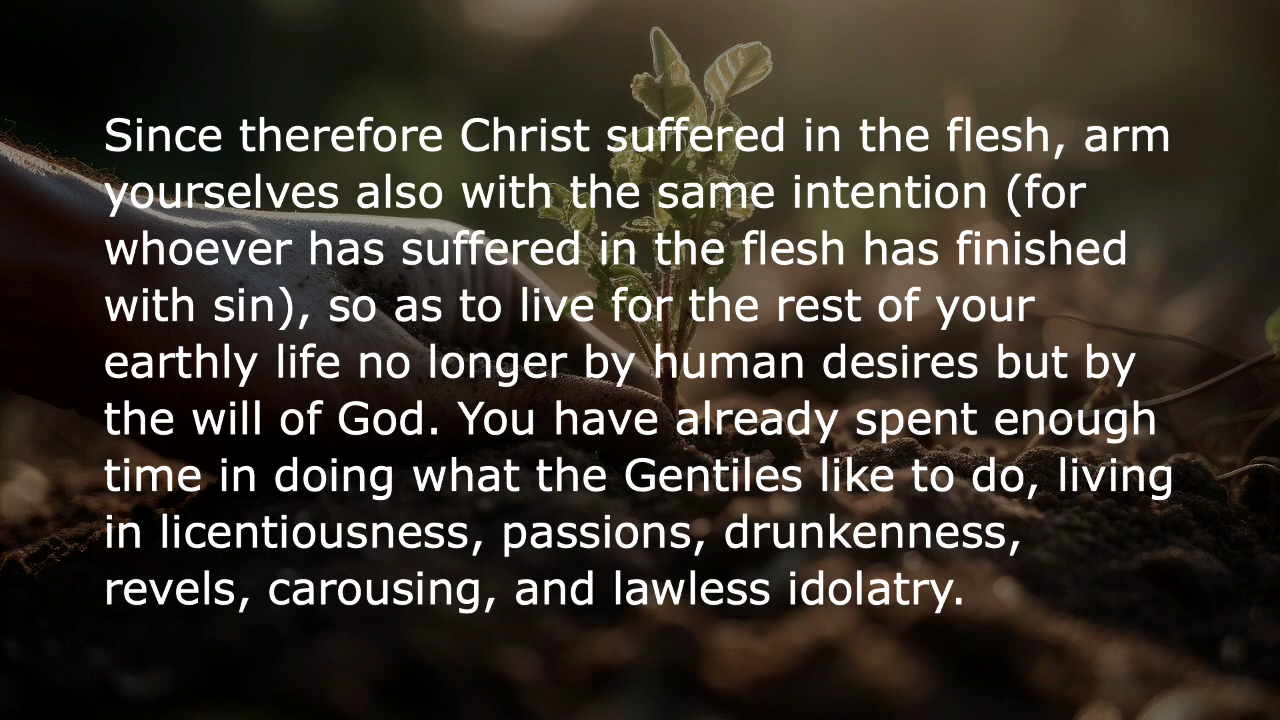 Since therefore Christ suffered in the flesh, arm
yourselves also with the same intention (for
whoever has suffered in the flesh has finished
with sin), so as to live for the rest of your
earthly life no longer by human desires but by
the will of God. You have already spent enough
time in doing what the Gentiles like to do, living
in licentiousness, passions, drunkenness,
revels, carousing, and lawless idolatry.